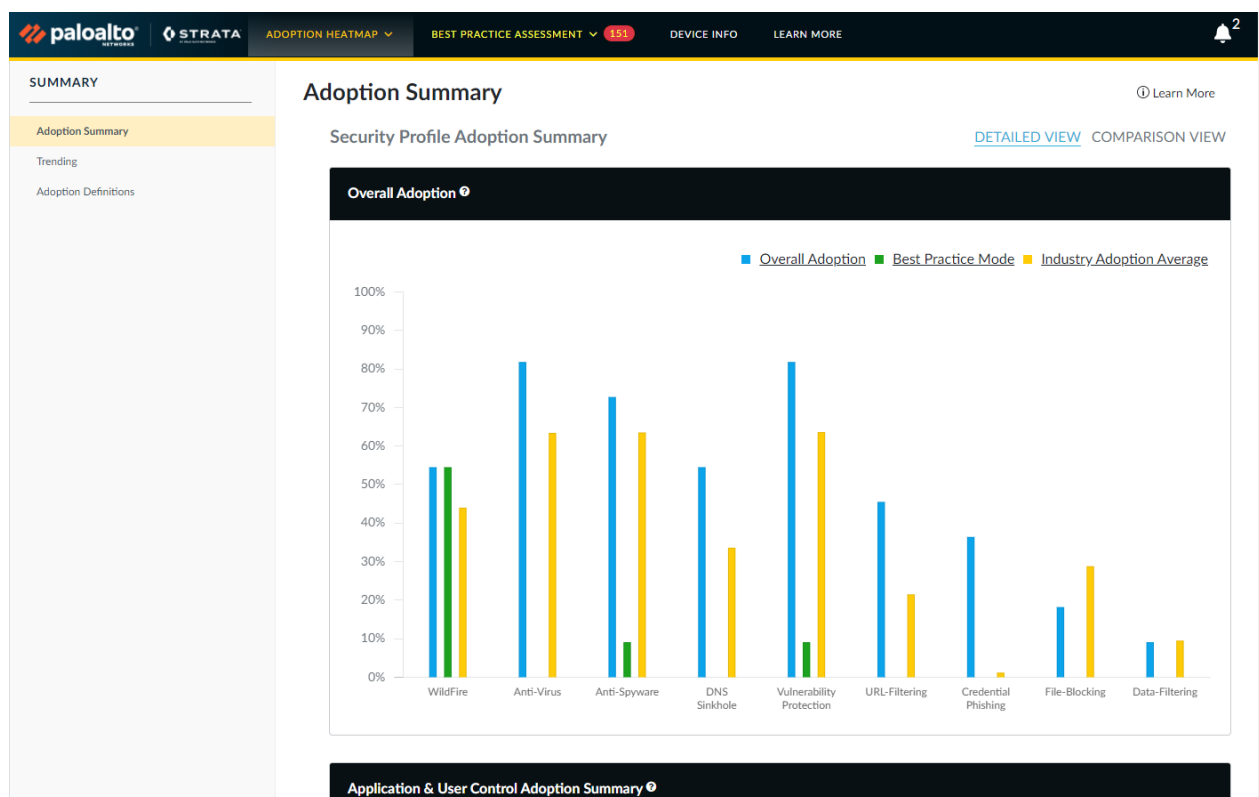 paloalto NETWORKS STRATA ADOPTION HEATMAP BEST PRACTICE ASSESSMENT 151 DEVICE INFO LEARN MORE 2
SUMMARY
Adoption Summary
Trending
Adoption Definitions
Adoption Summary
Learn More
Security Profile Adoption Summary
DETAILED VIEW COMPARISON VIEW
Overall Adoption
Overall Adoption Best Practice Mode Industry Adoption Average
100%
90%
80%
70%
60%
50%
40%
30%
20%
10%
0%
WildFire
Anti-Virus
Anti-Spyware
DNS
Sinkhole
Vulnerability
Protection
URL-Filtering
Credential
Phishing
File-Blocking
Data-Filtering
Application & User Control Adoption Summary